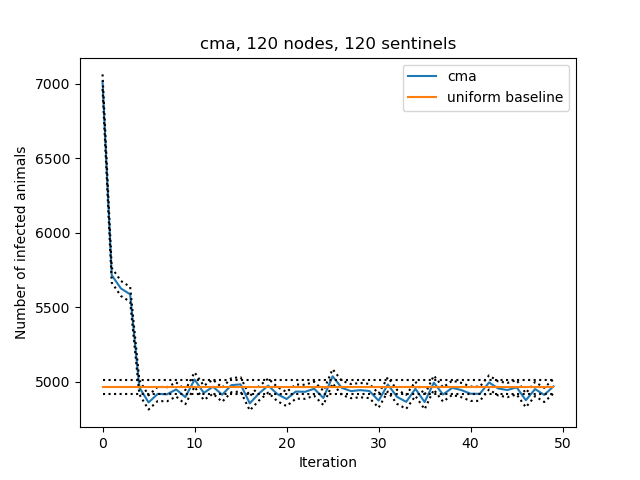 cma, 120 nodes, 120 sentinels
cma
uniform baseline
7000
6500
6000
5500
5000
Number of infected animals
0 10 20 30 40 50
Iteration